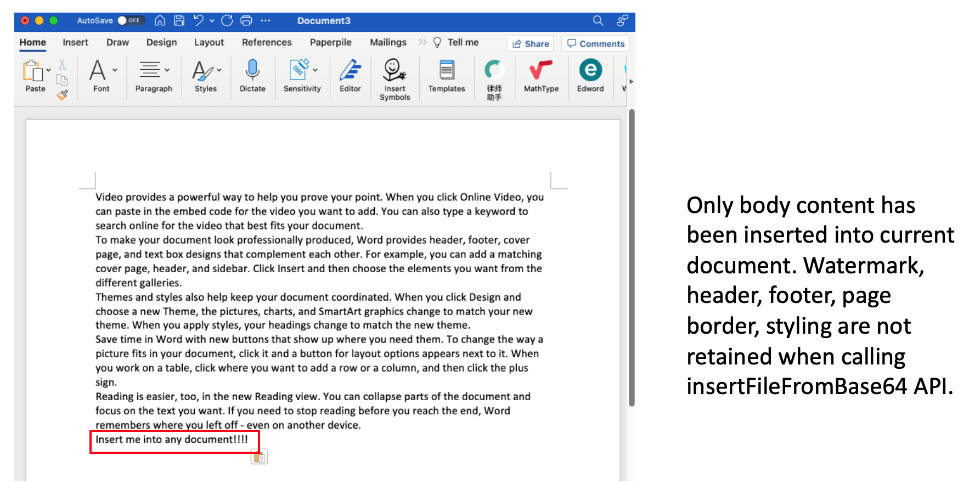 AutoSave OFF Document3
Home Insert Draw Design Layout References Paperpile Mailings >> Tell me Share Comments
Paste Font Paragraph Styles Dictate Sensitivity Editor Insert Symbols Templates 律师助手 MathType Edword
Video provides a powerful way to help you prove your point. When you click Online Video, you
can paste in the embed code for the video you want to add. You can also type a keyword to
search online for the video that best fits your document.
To make your document look professionally produced, Word provides header, footer, cover
page, and text box designs that complement each other. For example, you can add a matching
cover page, header, and sidebar. Click Insert and then choose the elements you want from the
different galleries.
Themes and styles also help keep your document coordinated. When you click Design and
choose a new Theme, the pictures, charts, and SmartArt graphics change to match your new
theme. When you apply styles, your headings change to match the new theme.
Save time in Word with new buttons that show up where you need them. To change the way a
picture fits in your document, click it and a button for layout options appears next to it. When
you work on a table, click where you want to add a row or a column, and then click the plus
sign.
Reading is easier, too, in the new Reading view. You can collapse parts of the document and
focus on the text you want. If you need to stop reading before you reach the end, Word
remembers where you left off - even on another device.
Insert me into any document!!!!
Only body content has
been inserted into current
document. Watermark,
header, footer, page
border, styling are not
retained when calling
insertFileFromBase64 API.